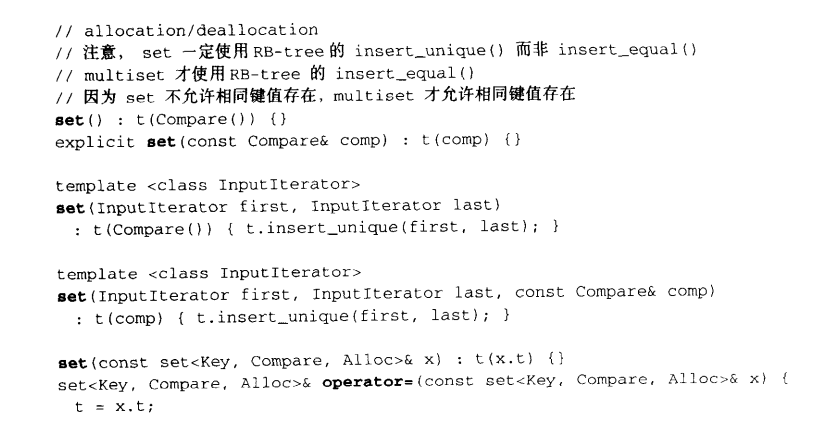 // allocation/deallocation
// 注意， set 一定使用 RB-tree 的 insert_unique() 而非 insert_equal()
// multiset 才使用 RB-tree 的 insert_equal()
// 因为 set 不允许相同键值存在，multiset 才允许相同键值存在
set() : t(Compare()) {}
explicit set(const Compare& comp) : t(comp) {}
template <class InputIterator>
set(InputIterator first, InputIterator last)
: t(Compare()) { t.insert_unique(first, last); }
template <class InputIterator>
set(InputIterator first, InputIterator last, const Compare& comp)
: t(comp) { t.insert_unique(first, last); }
set(const set<Key, Compare, Alloc>& x) : t(x.t) {}
set<Key, Compare, Alloc>& operator=(const set<Key, Compare, Alloc>& x) {
t = x.t;